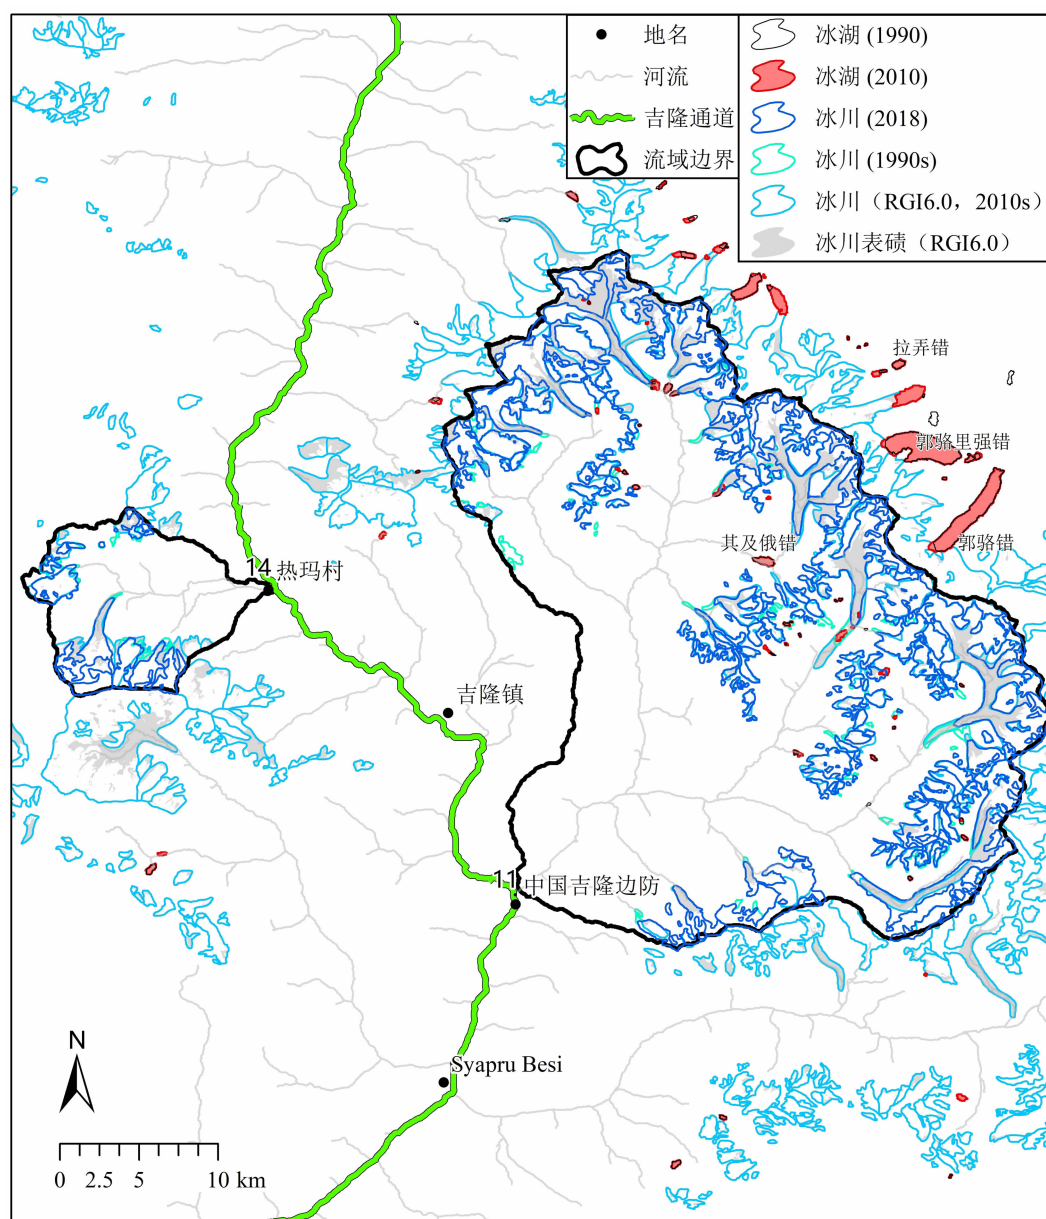 地名
河流
吉隆通道
流域边界
冰湖 (1990)
冰湖 (2010)
冰川 (2018)
冰川 (1990s)
冰川（RGI6.0，2010s）
冰川表碛（RGI6.0）
拉弄错
郭骆里强错
其及俄错
郭骆错
14 热玛村
吉隆镇
11 中国吉隆边防
Syapru Besi
N
0 2.5 5 10 km